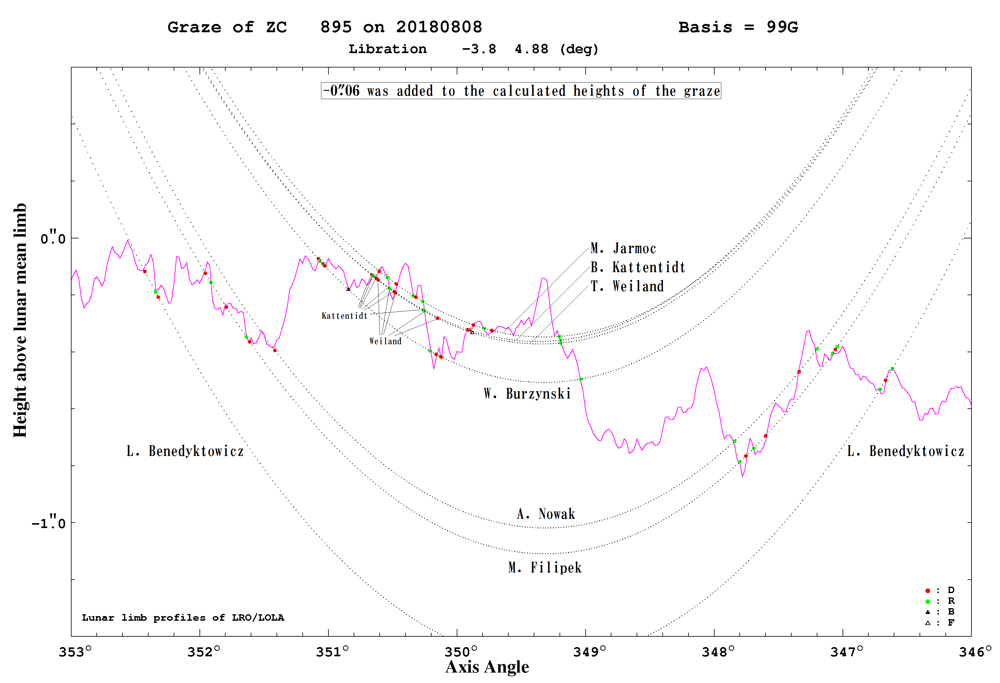 Graze of ZC 895 on 20180808 Basis = 99G
Libration -3.8 4.88 (deg)
-0″.06 was added to the calculated heights of the graze
Height above lunar mean limb
0″.0
-1″.0
M. Jarmoc
B. Kattentidt
T. Weiland
Kattentidt
Weiland
W. Burzynski
L. Benedyktowicz
L. Benedyktowicz
A. Nowak
M. Filipek
● : D
● : R
▲ : B
△ : F
Lunar limb profiles of LRO/LOLA
353° 352° 351° 350° 349° 348° 347° 346°
Axis Angle